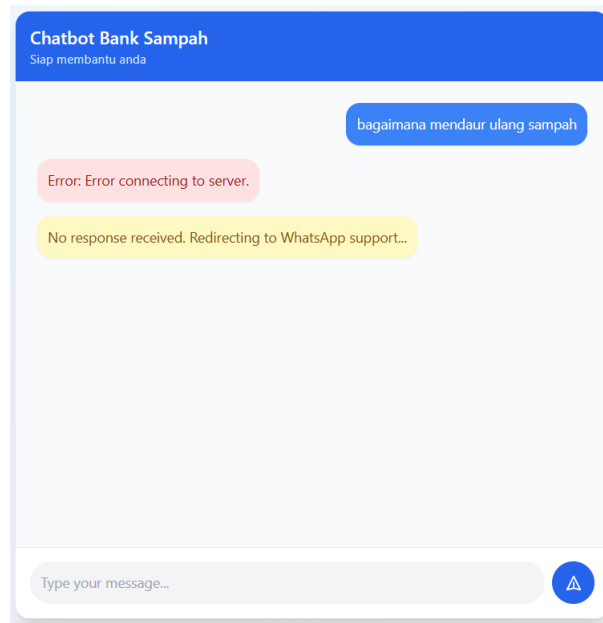 Chatbot Bank Sampah
Siap membantu anda
bagaimana mendaur ulang sampah
Error: Error connecting to server.
No response received. Redirecting to WhatsApp support...
Type your message...